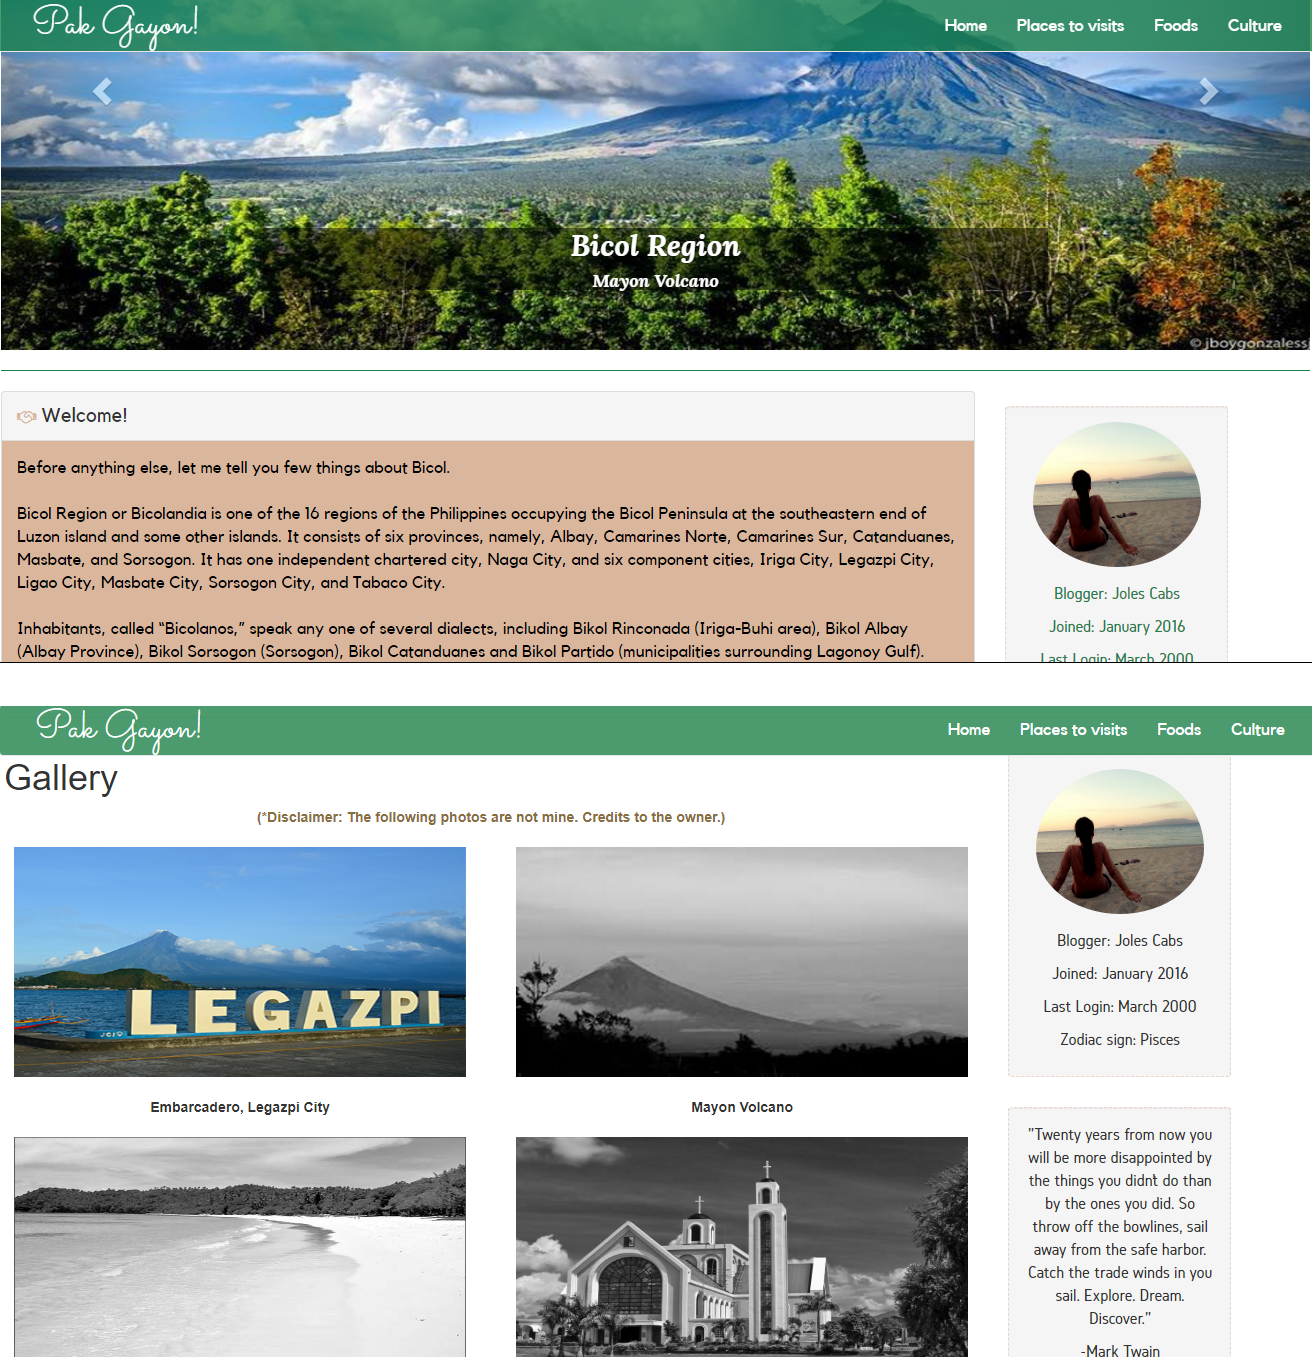 Pak Gayon!
Home Places to visits Foods Culture
Bicol Region
Mayon Volcano
© jboygonzaless
Welcome!
Before anything else, let me tell you few things about Bicol.
Bicol Region or Bicolandia is one of the 16 regions of the Philippines occupying the Bicol Peninsula at the southeastern end of
Luzon island and some other islands. It consists of six provinces, namely, Albay, Camarines Norte, Camarines Sur, Catanduanes,
Masbate, and Sorsogon. It has one independent chartered city, Naga City, and six component cities, Iriga City, Legazpi City,
Ligao City, Masbate City, Sorsogon City, and Tabaco City.
Inhabitants, called “Bicolanos,” speak any one of several dialects, including Bikol Rinconada (Iriga-Buhi area), Bikol Albay
(Albay Province), Bikol Sorsogon (Sorsogon), Bikol Catanduanes and Bikol Partido (municipalities surrounding Lagonoy Gulf).
Blogger: Joles Cabs
Joined: January 2016
Last Login: March 2000
Pak Gayon!
Home Places to visits Foods Culture
Gallery
(*Disclaimer: The following photos are not mine. Credits to the owner.)
LEGAZPI
JCIO
Embarcadero, Legazpi City
Mayon Volcano
Blogger: Joles Cabs
Joined: January 2016
Last Login: March 2000
Zodiac sign: Pisces
"Twenty years from now you
will be more disappointed by
the things you didn't do than
by the ones you did. So
throw off the bowlines, sail
away from the safe harbor.
Catch the trade winds in you
sail. Explore. Dream.
Discover."
-Mark Twain